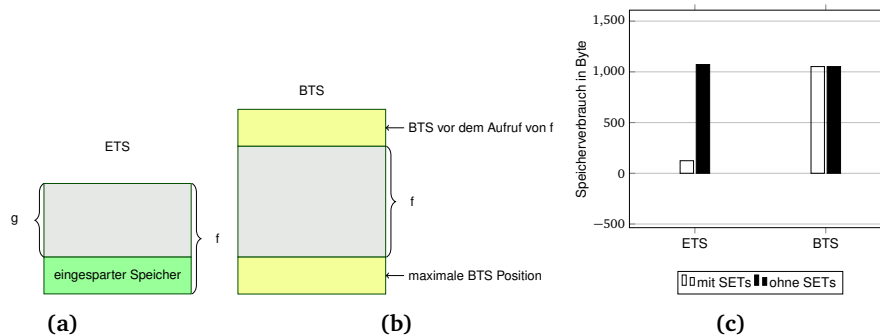 ETS
g
f
eingesparter Speicher
(a)
BTS
BTS vor dem Aufruf von f
f
maximale BTS Position
(b)
Speicherverbrauch in Byte
1,500
1,000
500
0
−500
ETS
BTS
mit SETs
ohne SETs
(c)